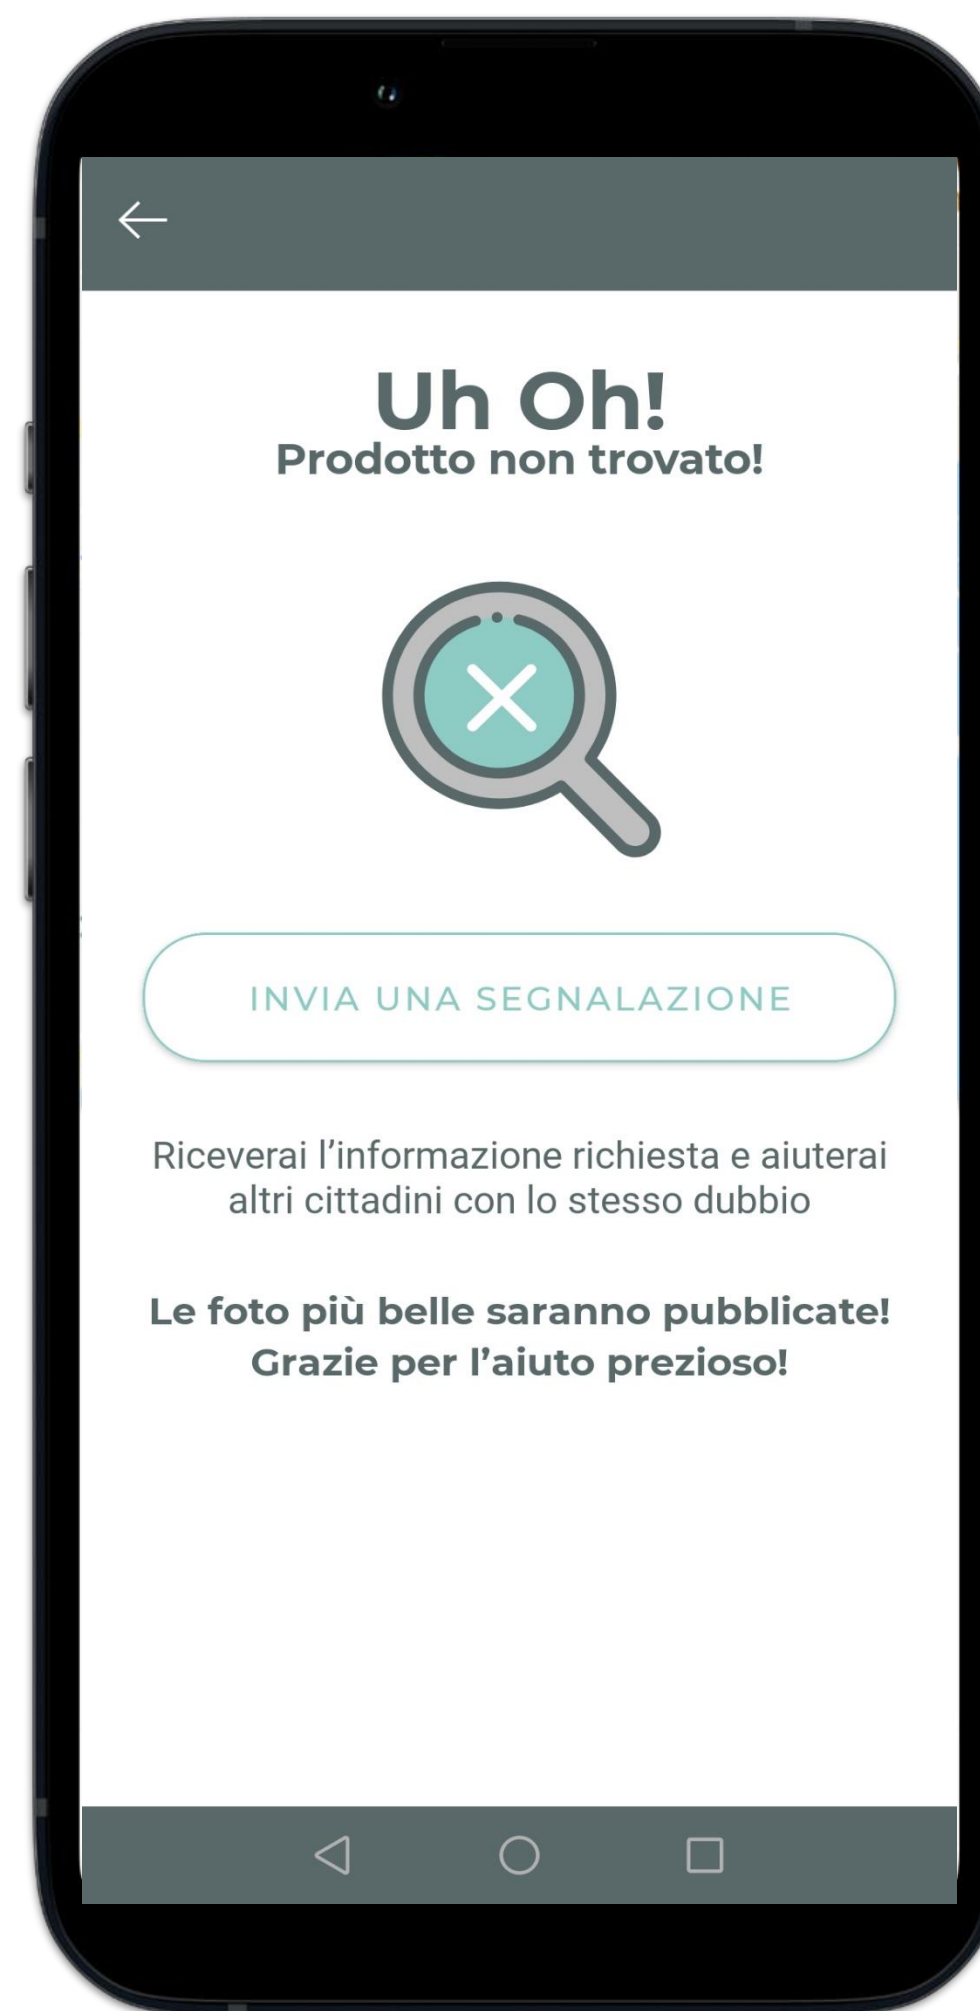 Uh Oh!
Prodotto non trovato!
INVIA UNA SEGNALAZIONE
Riceverai l’informazione richiesta e aiuterai
altri cittadini con lo stesso dubbio
Le foto più belle saranno pubblicate!
Grazie per l’aiuto prezioso!